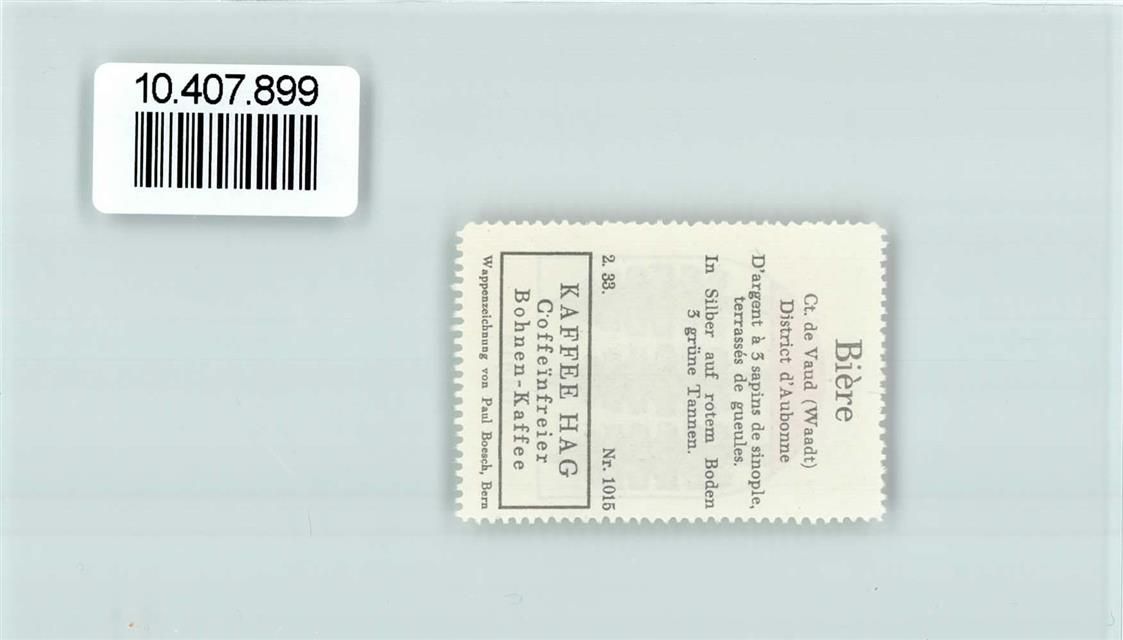 10.407.899
Bière
Ct. de Vaud (Waadt)
District d'Aubonne
D'argent à 3 sapins de sinople,
terrassés de gueules.
In Silber auf rotem Boden
3 grüne Tannen.
2. 33. Nr. 1015
KAFFEE HAG
Coffeïnfreier
Bohnen-Kaffee
Wappenzeichnung von Paul Boesch, Bern